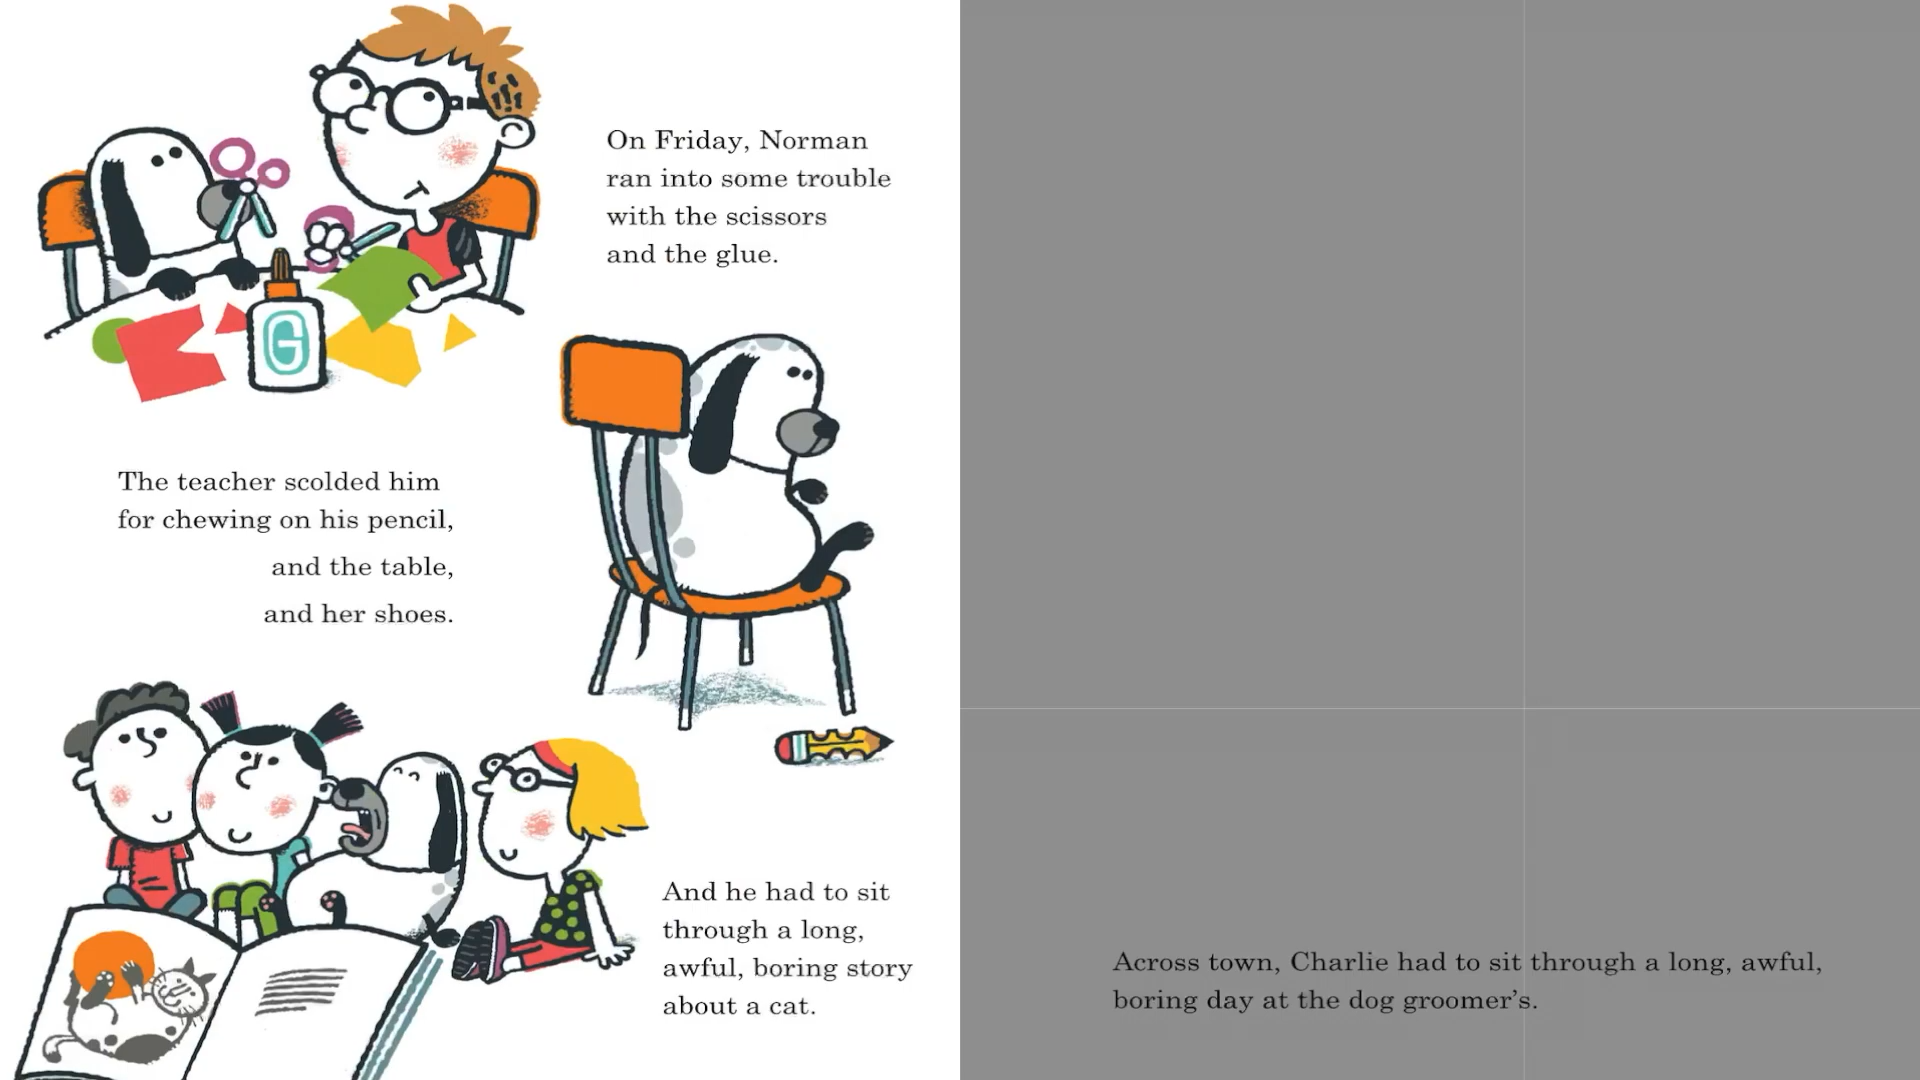 On Friday, Norman
ran into some trouble
with the scissors
and the glue.
G
The teacher scolded him
for chewing on his pencil,
and the table,
and her shoes.
And he had to sit
through a long,
awful, boring story
about a cat.
Across town, Charlie had to sit through a long, awful,
boring day at the dog groomer’s.